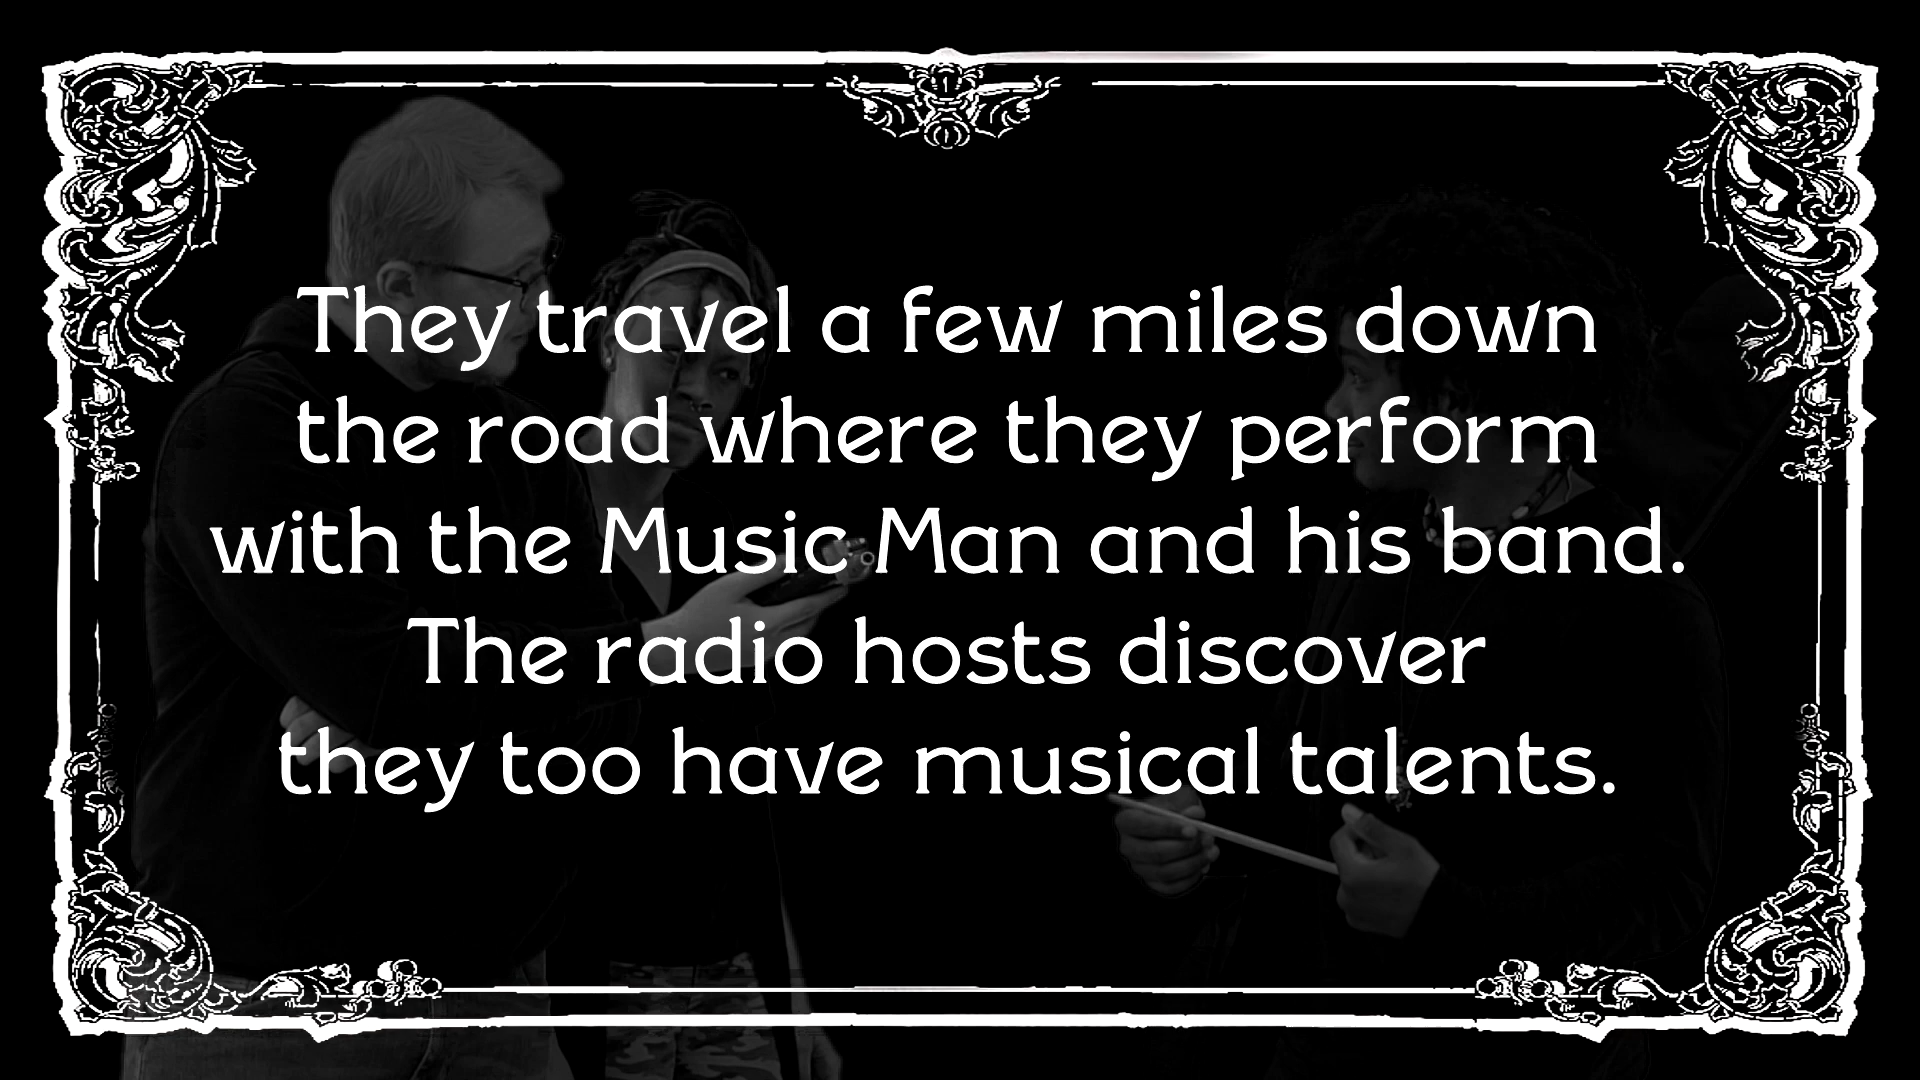 They travel a few miles down
the road where they perform
with the Music Man and his band.
The radio hosts discover
they too have musical talents.